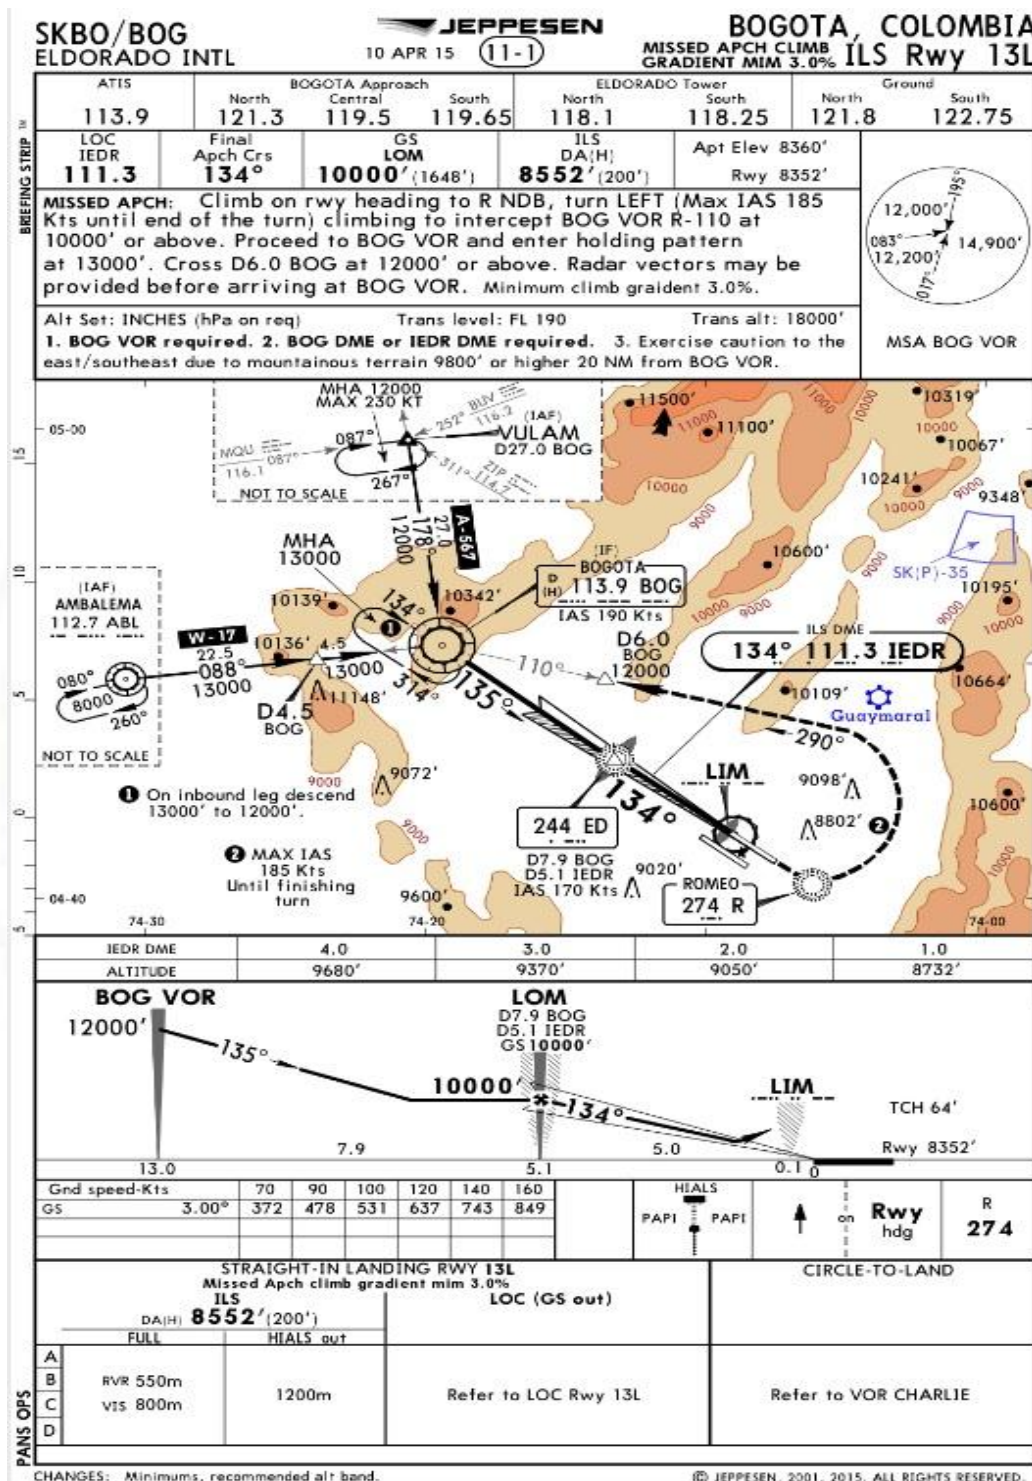 SKBO/BOG
ELDORADO INTL
JEPPESEN
10 APR 15 11-1
BOGOTA, COLOMBIA
MISSED APCH CLIMB
GRADIENT MIM 3.0% ILS Rwy 13L
BRIEFING STRIP TM
ATIS BOGOTA Approach ELDORADO Tower Ground
North Central South North South North South
113.9 121.3 119.5 119.65 118.1 118.25 121.8 122.75
LOC Final GS ILS
IEDR Apch Crs LOM DA(H) Apt Elev 8360'
111.3 134° 10000'(1648') 8552'(200') Rwy 8352'
MISSED APCH: Climb on rwy heading to R NDB, turn LEFT (Max IAS 185
Kts until end of the turn) climbing to intercept BOG VOR R-110 at
10000' or above. Proceed to BOG VOR and enter holding pattern
at 13000'. Cross D6.0 BOG at 12000' or above. Radar vectors may be
provided before arriving at BOG VOR. Minimum climb graident 3.0%.
Alt Set: INCHES (hPa on req) Trans level: FL 190 Trans alt: 18000'
1. BOG VOR required. 2. BOG DME or IEDR DME required. 3. Exercise caution to the
east/southeast due to mountainous terrain 9800' or higher 20 NM from BOG VOR.
195°
12,000'
083°
14,900'
12,200'
017°
MSA BOG VOR
MHA 12000
MAX 230 KT
252° BUV
116.2
(IAF)
VULAM
D27.0 BOG
087°
MQU
116.1 087°
267°
311° ZIP
114.7
NOT TO SCALE
27.0
178°
12000
A-567
05-00
11500'
11000
11100'
10000
10319'
10000
10067'
10241'
9000
9348'
10000
9000
SK(P)-35
10195'
10000
10600'
10000
9000
9000
MHA
13000
134°
1
10139'
10342'
(IF)
BOGOTA
D
(H) 113.9 BOG
IAS 190 Kts
(IAF)
AMBALEMA
112.7 ABL
W-17
22.5
088°
13000
10136'
4.5
13000
314°
11148'
D4.5
BOG
080°
8000
260°
NOT TO SCALE
110°
D6.0
BOG
12000
ILS DME
134° 111.3 IEDR
10109'
10664'
Guaymaral
135°
9000
290°
LIM
134°
9098'
8802'
2
10600'
9072'
9000
9000
1 On inbound leg descend
13000' to 12000'.
2 MAX IAS
185 Kts
Until finishing
turn
244 ED
D7.9 BOG
D5.1 IEDR
IAS 170 Kts
9020'
9600'
ROMEO
274 R
04-40
74-30
74-20
74-00
15
10
5
0
5
IEDR DME 4.0 3.0 2.0 1.0
ALTITUDE 9680' 9370' 9050' 8732'
BOG VOR
12000'
135°
LOM
D7.9 BOG
D5.1 IEDR
GS 10000'
10000'
134°
LIM
TCH 64'
Rwy 8352'
7.9 5.0
13.0 5.1 0.1 0
Gnd speed-Kts 70 90 100 120 140 160
GS 3.00° 372 478 531 637 743 849
HIALS
PAPI PAPI
on Rwy
hdg
R
274
STRAIGHT-IN LANDING RWY 13L CIRCLE-TO-LAND
Missed Apch climb gradient mim 3.0%
ILS LOC (GS out)
DA(H) 8552'(200')
FULL HIALS out
A
B
C
D
RVR 550m
VIS 800m
1200m
Refer to LOC Rwy 13L
Refer to VOR CHARLIE
PANS OPS
CHANGES: Minimums, recommended alt band.
© JEPPESEN, 2001, 2015. ALL RIGHTS RESERVED.